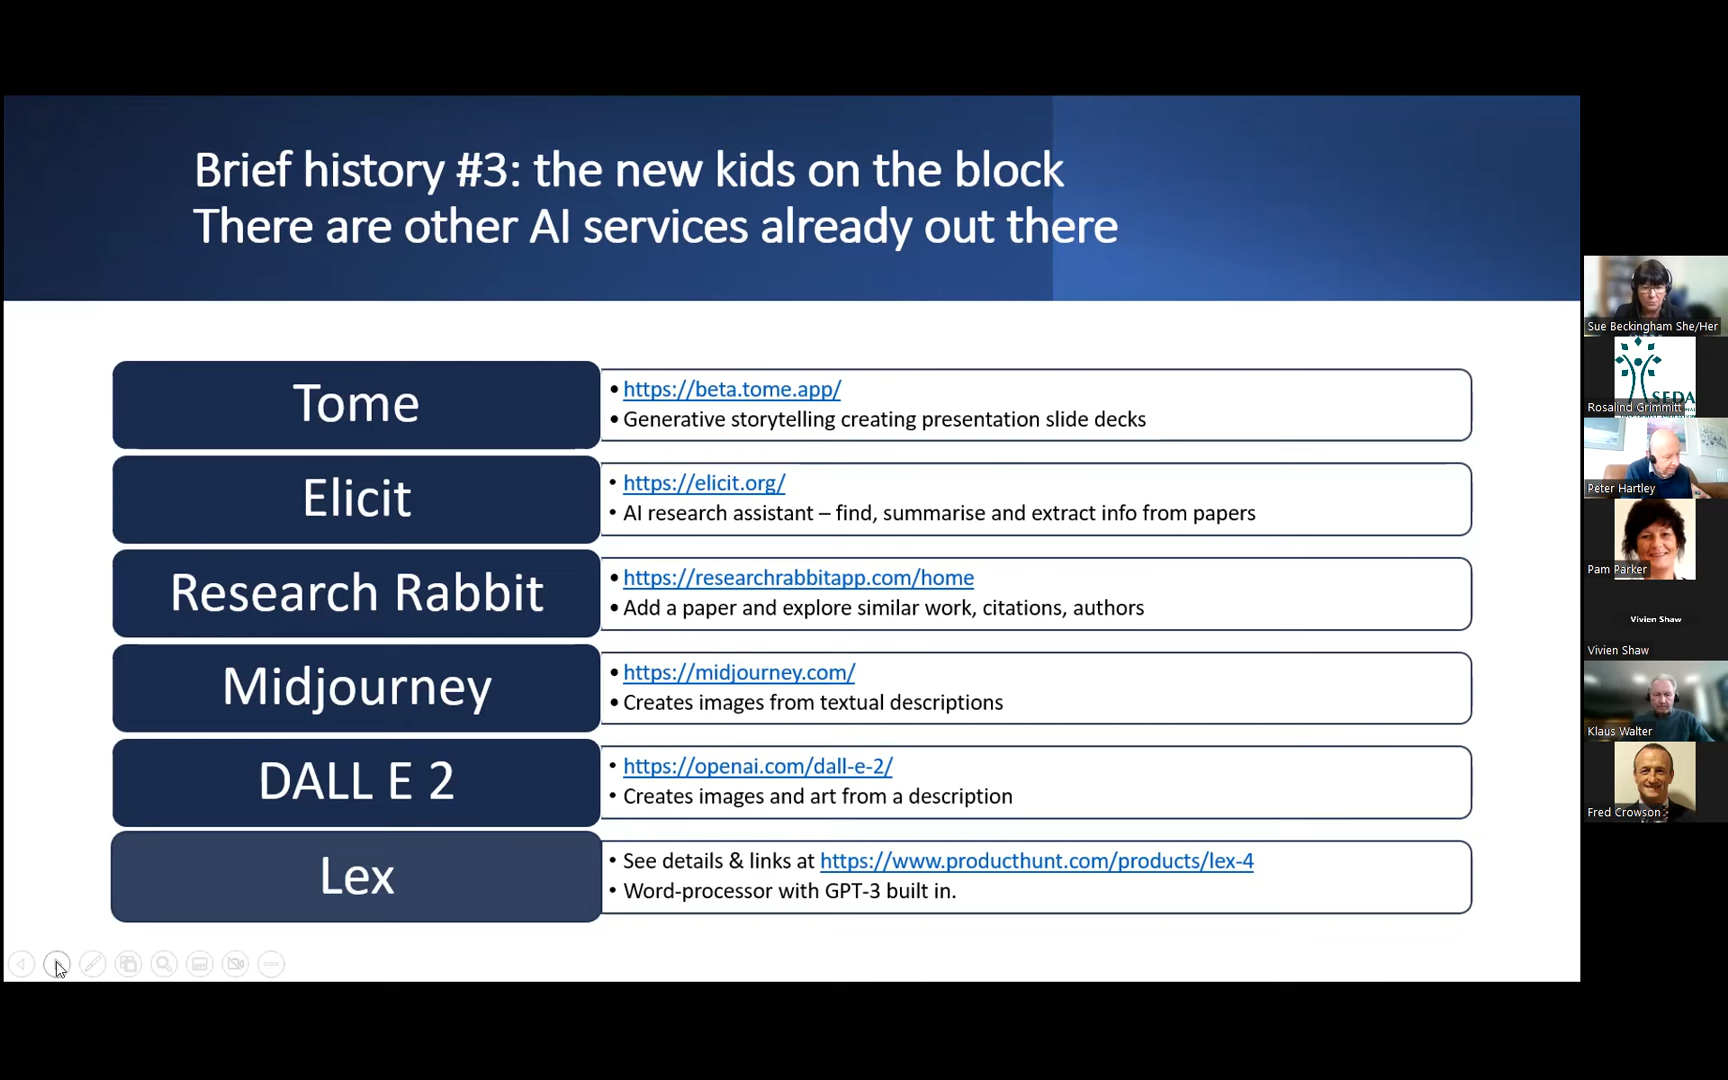 Brief history #3: the new kids on the block
There are other AI services already out there
Tome
• https://beta.tome.app/
• Generative storytelling creating presentation slide decks
Elicit
• https://elicit.org/
• AI research assistant – find, summarise and extract info from papers
Research Rabbit
• https://researchrabbitapp.com/home
• Add a paper and explore similar work, citations, authors
Midjourney
• https://midjourney.com/
• Creates images from textual descriptions
DALL E 2
• https://openai.com/dall-e-2/
• Creates images and art from a description
Lex
• See details & links at https://www.producthunt.com/products/lex-4
• Word-processor with GPT-3 built in.
Sue Beckingham She/Her
SEDA
Rosalind Grimmitt
Peter Hartley
Pam Parker
Vivien Shaw
Vivien Shaw
Klaus Walter
Fred Crowson